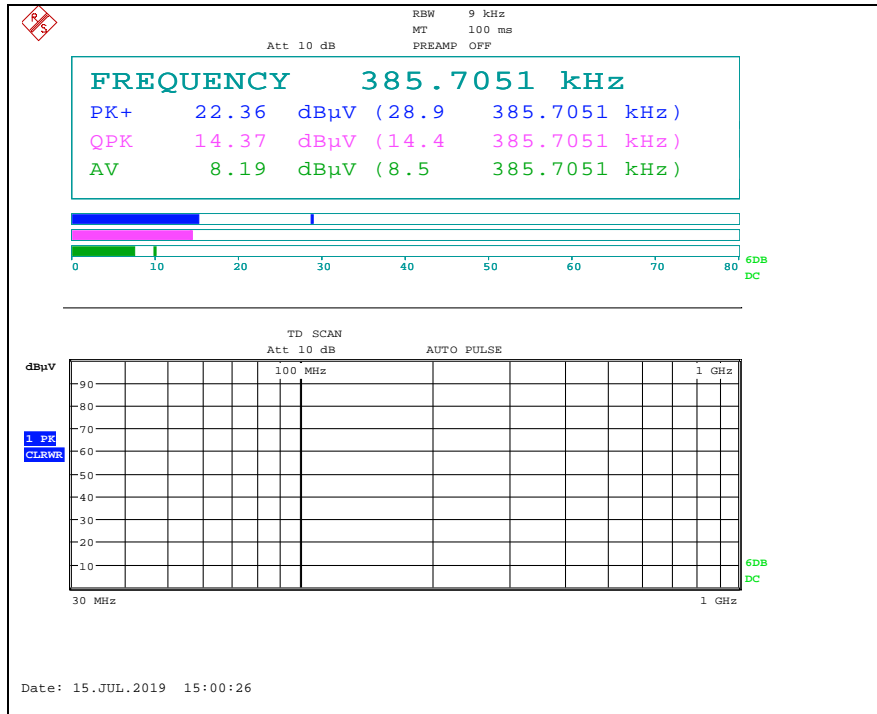 R S
RBW 9 kHz
MT 100 ms
Att 10 dB PREAMP OFF
FREQUENCY 385.7051 kHz
PK+ 22.36 dBµV (28.9 385.7051 kHz)
QPK 14.37 dBµV (14.4 385.7051 kHz)
AV 8.19 dBµV (8.5 385.7051 kHz)
0 10 20 30 40 50 60 70 80
6DB
DC
TD SCAN
Att 10 dB AUTO PULSE
dBµV
100 MHz 1 GHz
90
80
70
1 PK
CLRWR
60
50
40
30
20
10
6DB
DC
30 MHz 1 GHz
Date: 15.JUL.2019 15:00:26